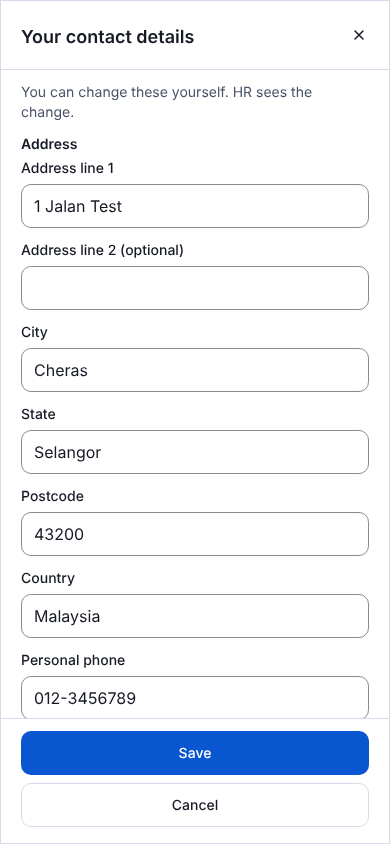 Your contact details
You can change these yourself. HR sees the
change.
Address
Address line 1
1 Jalan Test
Address line 2 (optional)
City
Cheras
State
Selangor
Postcode
43200
Country
Malaysia
Personal phone
012-3456789
Save
Cancel